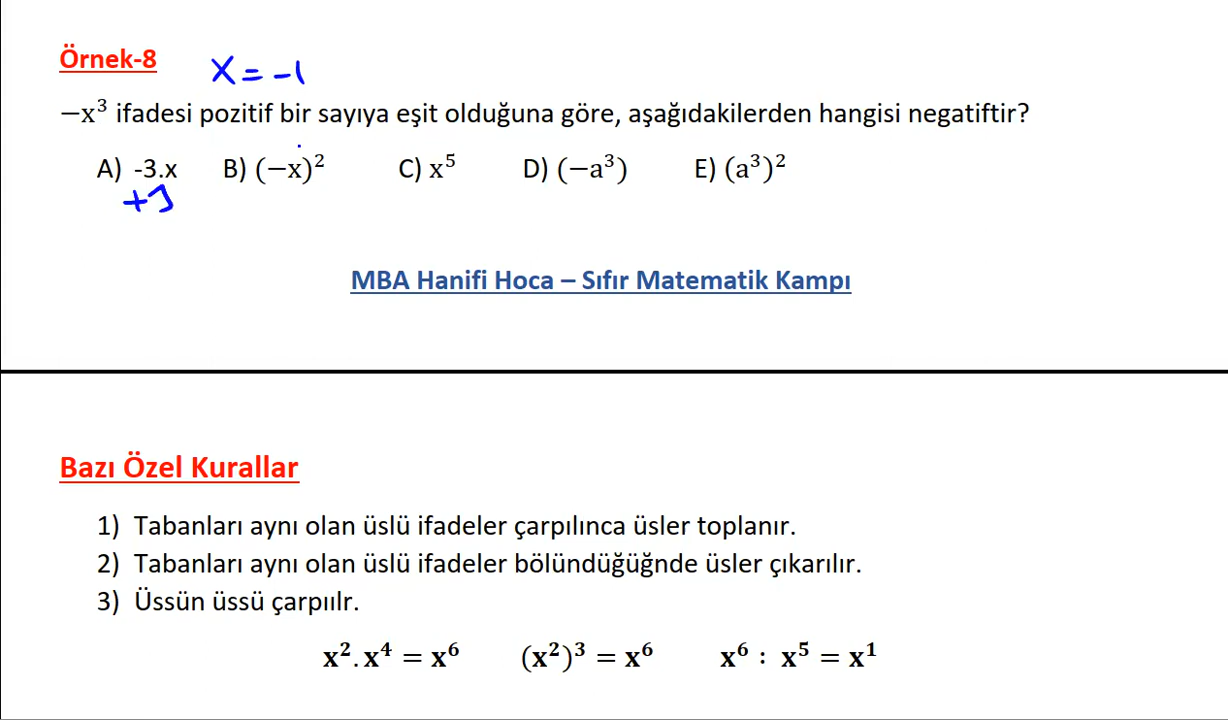 Örnek-8
x = -1
−x³ ifadesi pozitif bir sayıya eşit olduğuna göre, aşağıdakilerden hangisi negatiftir?
A) -3.x B) (−x)² C) x⁵ D) (−a³) E) (a³)²
+3
MBA Hanifi Hoca – Sıfır Matematik Kampı
Bazı Özel Kurallar
1) Tabanları aynı olan üslü ifadeler çarpılınca üsler toplanır.
2) Tabanları aynı olan üslü ifadeler bölündüğüğnde üsler çıkarılır.
3) Üssün üssü çarpıılr.
x². x⁴ = x⁶ (x²)³ = x⁶ x⁶ : x⁵ = x¹